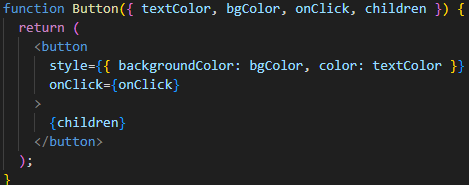 function Button({ textColor, bgColor, onClick, children }) {
  return (
    <button
      style={{ backgroundColor: bgColor, color: textColor }}
      onClick={onClick}
    >
      {children}
    </button>
  );
}